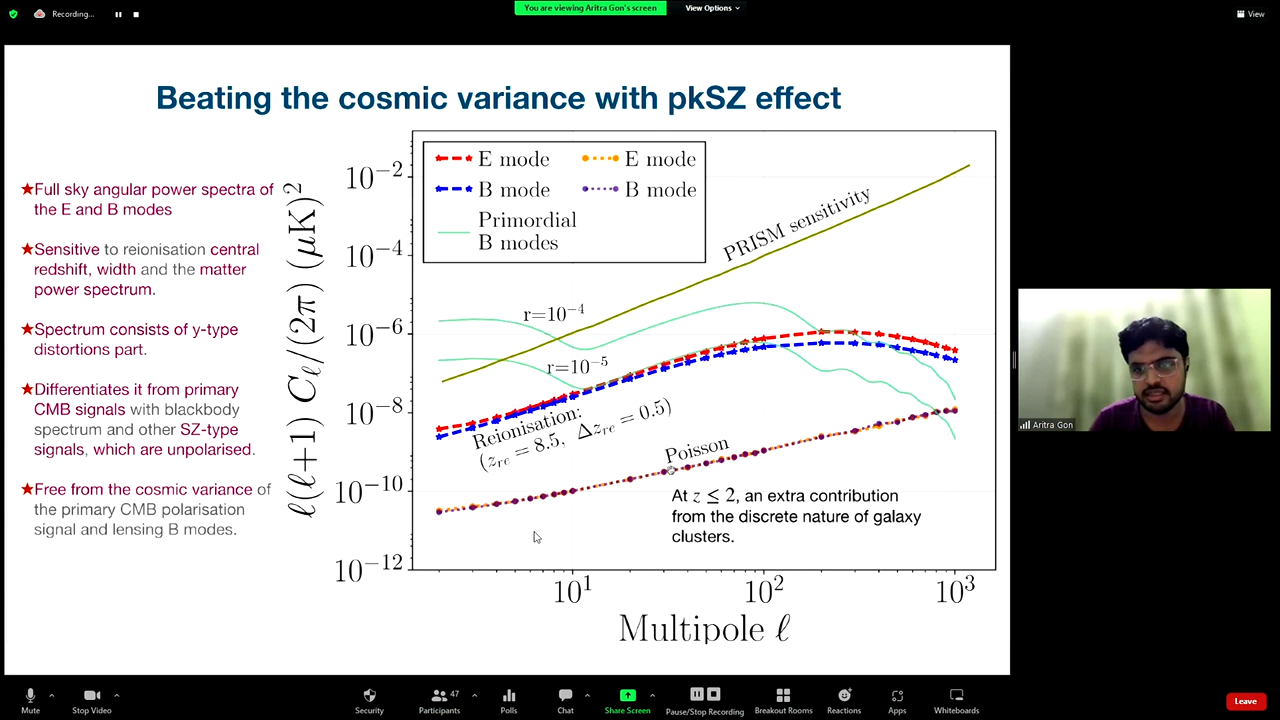 Recording...
You are viewing Aritra Gon's screen
View Options
View
Beating the cosmic variance with pkSZ effect
★Full sky angular power spectra of
the E and B modes
★Sensitive to reionisation central
redshift, width and the matter
power spectrum.
★Spectrum consists of y-type
distortions part.
★Differentiates it from primary
CMB signals with blackbody
spectrum and other SZ-type
signals, which are unpolarised.
★Free from the cosmic variance of
the primary CMB polarisation
signal and lensing B modes.
ℓ(ℓ+1) Cℓ/(2π) (μK)²
10⁻²
10⁻⁴
10⁻⁶
10⁻⁸
10⁻¹⁰
10⁻¹²
E mode
E mode
B mode
B mode
Primordial
B modes
PRISM sensitivity
r=10⁻⁴
r=10⁻⁵
Reionisation:
(z_re = 8.5, Δz_re = 0.5)
Poisson
At z ≤ 2, an extra contribution
from the discrete nature of galaxy
clusters.
10¹
10²
10³
Multipole ℓ
Aritra Gon
Mute
Stop Video
Security
47
Participants
Polls
Chat
Share Screen
Pause/Stop Recording
Breakout Rooms
Reactions
Apps
Whiteboards
Leave